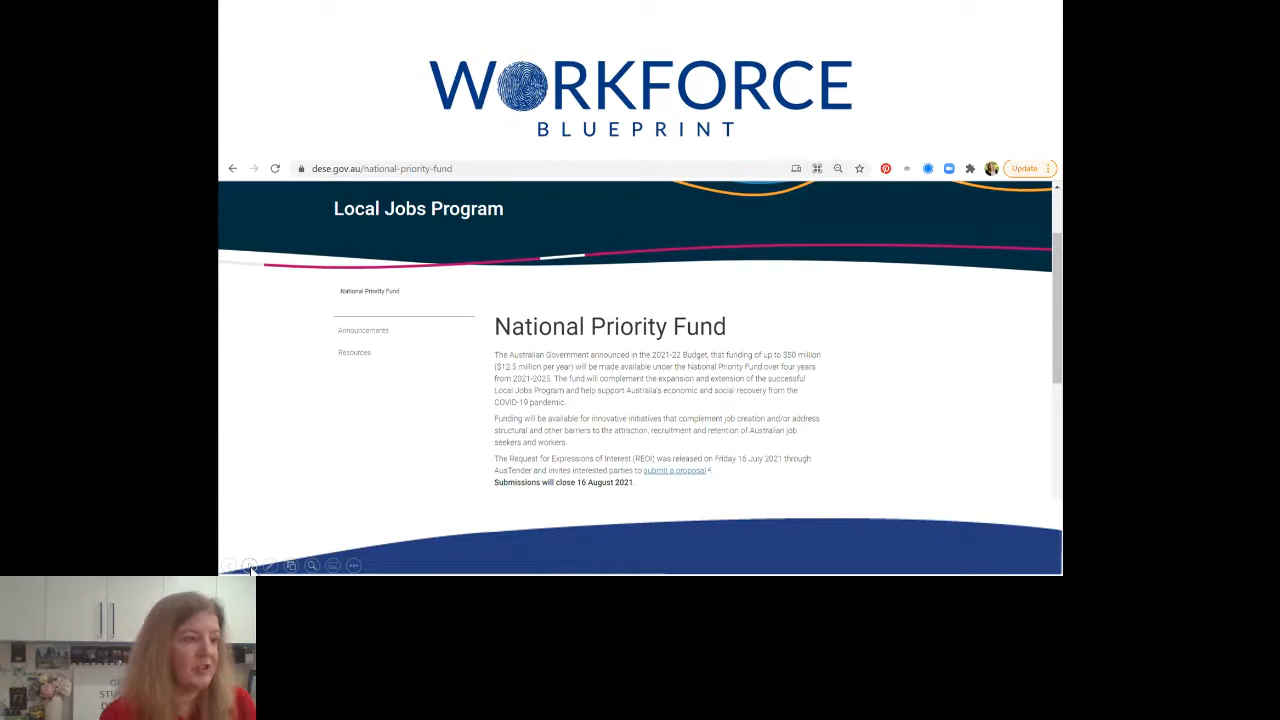 WORKFORCE
BLUEPRINT
dese.gov.au/national-priority-fund
Update
Local Jobs Program
National Priority Fund
Announcements
Resources
National Priority Fund
The Australian Government announced in the 2021-22 Budget, that funding of up to $50 million
($12.5 million per year) will be made available under the National Priority Fund over four years
from 2021-2025. The fund will complement the expansion and extension of the successful
Local Jobs Program and help support Australia's economic and social recovery from the
COVID-19 pandemic.
Funding will be available for innovative initiatives that complement job creation and/or address
structural and other barriers to the attraction, recruitment and retention of Australian job
seekers and workers.
The Request for Expressions of Interest (REOI) was released on Friday 16 July 2021 through
AusTender and invites interested parties to submit a proposal
Submissions will close 16 August 2021.